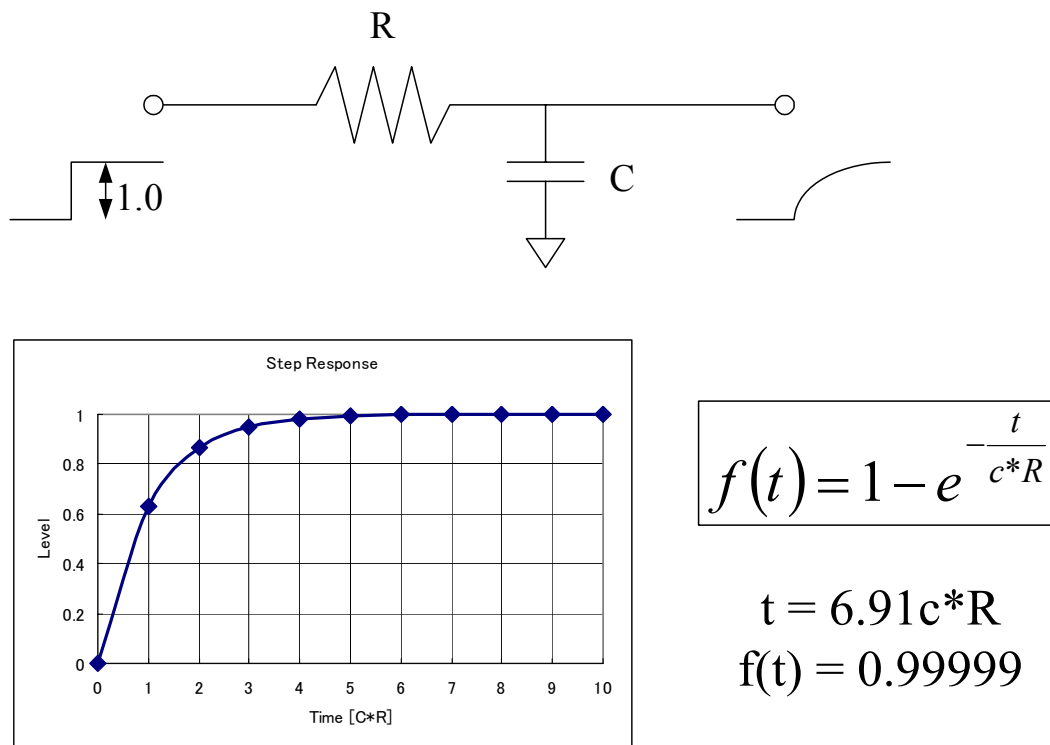 R
1.0
C
Step Response
Level
1
0.8
0.6
0.4
0.2
0
0 1 2 3 4 5 6 7 8 9 10
Time [C*R]
f(t) = 1 − e^{−\frac{t}{c*R}}
t = 6.91c*R
f(t) = 0.99999